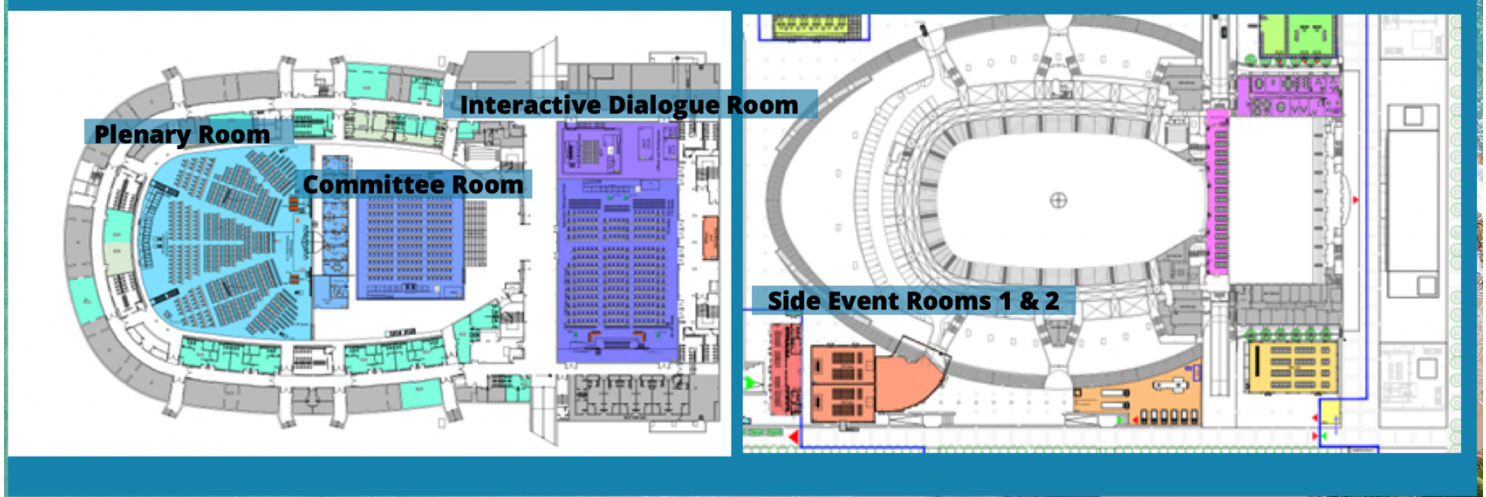 Interactive Dialogue Room
Plenary Room
Committee Room
Side Event Rooms 1 & 2